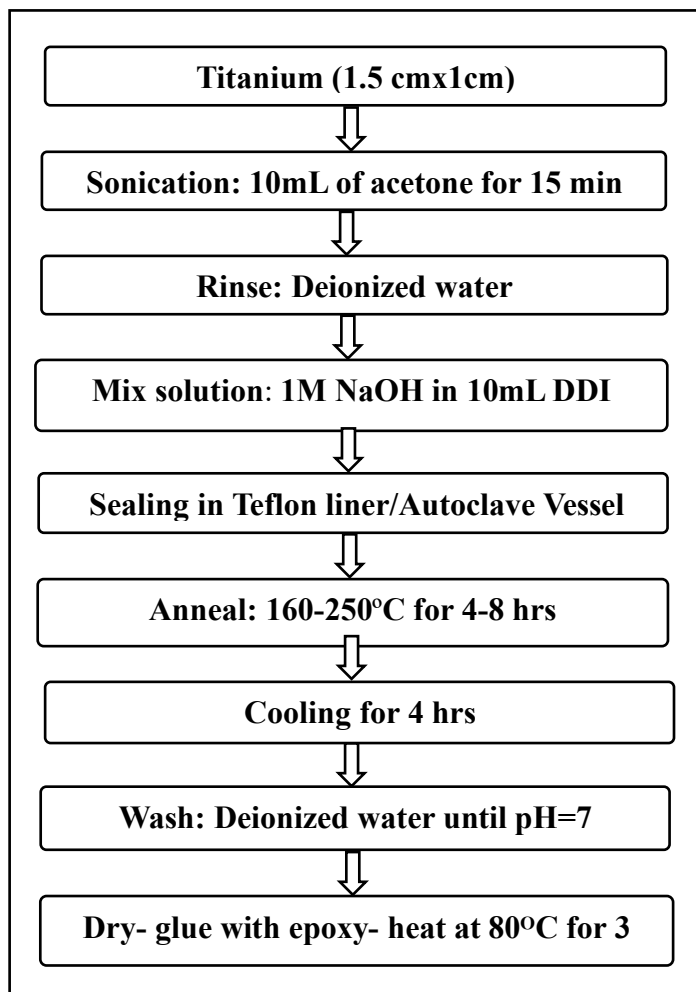 Titanium (1.5 cmx1cm)
Sonication: 10mL of acetone for 15 min
Rinse: Deionized water
Mix solution: 1M NaOH in 10mL DDI
Sealing in Teflon liner/Autoclave Vessel
Anneal: 160-250ºC for 4-8 hrs
Cooling for 4 hrs
Wash: Deionized water until pH=7
Dry- glue with epoxy- heat at 80ᴼC for 3